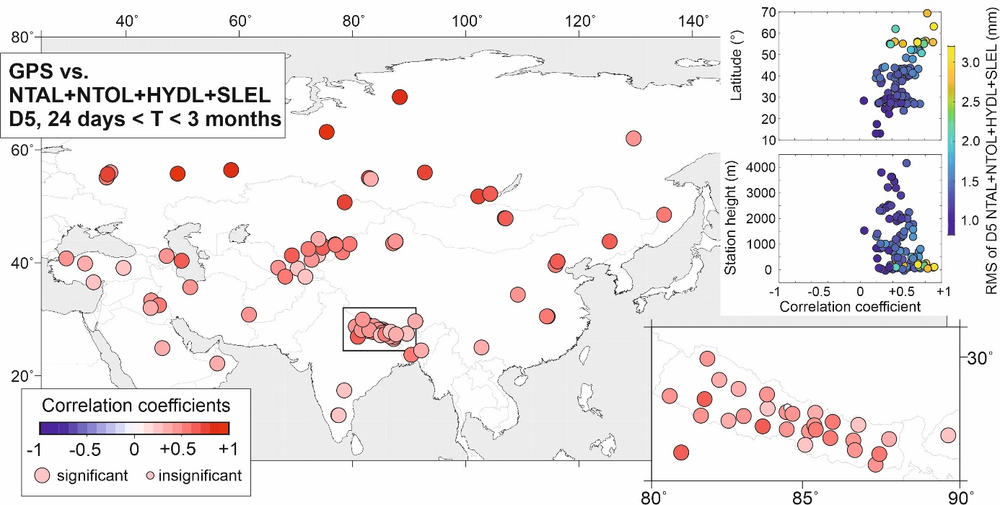 40° 60° 80° 100° 120° 140°
80°
60°
40°
20°
GPS vs.
NTAL+NTOL+HYDL+SLEL
D5, 24 days < T < 3 months
Correlation coefficients
-1 -0.5 0 +0.5 +1
significant insignificant
70
60
50
40
30
20
10
Latitude (°)
4000
3000
2000
1000
0
Station height (m)
-1 -0.5 0 +0.5 +1
Correlation coefficient
3.0
2.5
2.0
1.5
1.0
RMS of D5 NTAL+NTOL+HYDL+SLEL (mm)
30°
80° 85° 90°